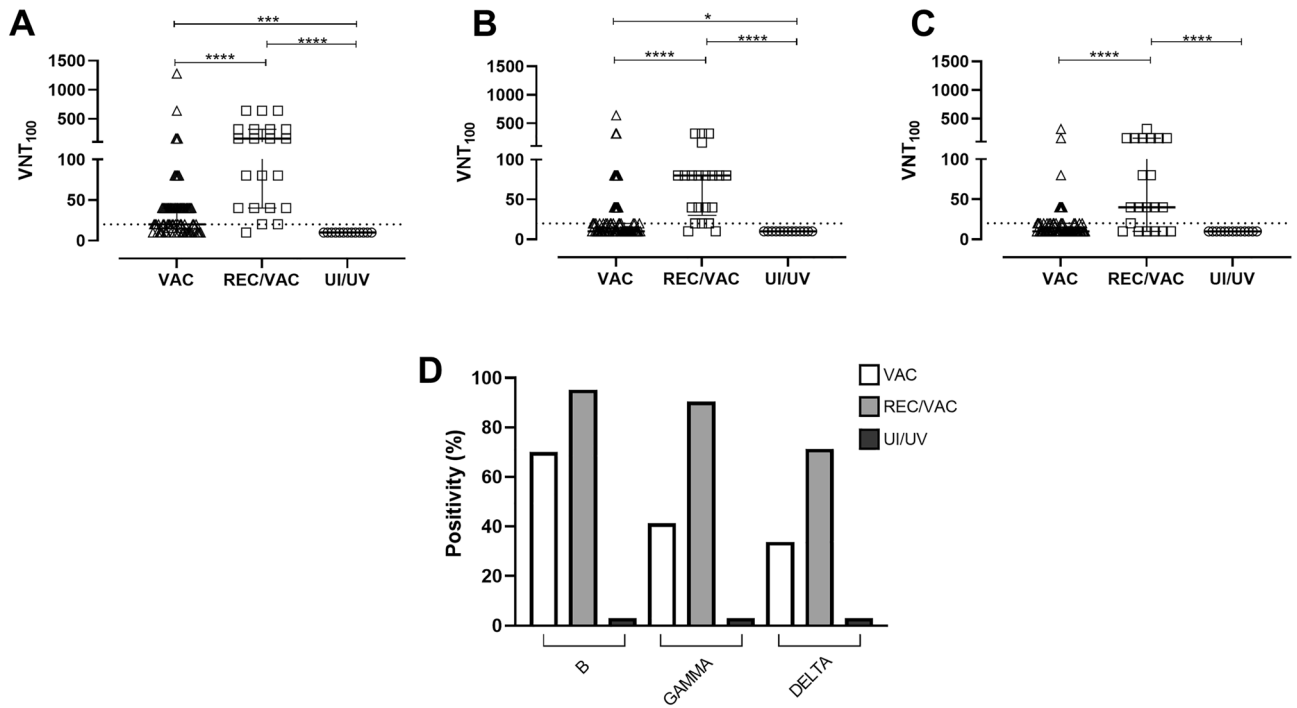 A
B
C
***
****
****
1500
1000
500
100
50
0
VNT100
VAC
REC/VAC
UI/UV
*
****
****
1500
1000
500
100
50
0
VNT100
VAC
REC/VAC
UI/UV
****
****
1500
1000
500
100
50
0
VNT100
VAC
REC/VAC
UI/UV
D
100
80
60
40
20
0
Positivity (%)
B
GAMMA
DELTA
VAC
REC/VAC
UI/UV